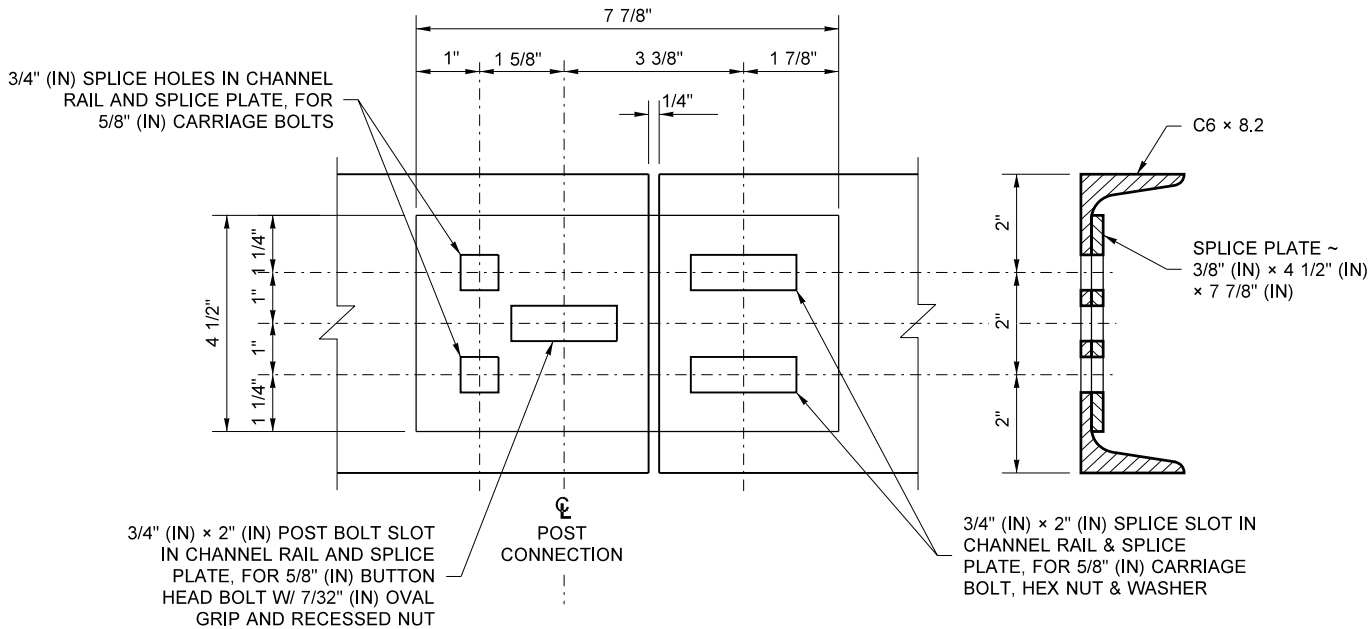 7 7/8"
1"
1 5/8"
3 3/8"
1 7/8"
3/4" (IN) SPLICE HOLES IN CHANNEL
RAIL AND SPLICE PLATE, FOR
5/8" (IN) CARRIAGE BOLTS
1/4"
C6 × 8.2
4 1/2"
1 1/4"
1"
1"
1 1/4"
2"
2"
2"
SPLICE PLATE ~
3/8" (IN) × 4 1/2" (IN)
× 7 7/8" (IN)
℄
POST
CONNECTION
3/4" (IN) × 2" (IN) POST BOLT SLOT
IN CHANNEL RAIL AND SPLICE
PLATE, FOR 5/8" (IN) BUTTON
HEAD BOLT W/ 7/32" (IN) OVAL
GRIP AND RECESSED NUT
3/4" (IN) × 2" (IN) SPLICE SLOT IN
CHANNEL RAIL & SPLICE
PLATE, FOR 5/8" (IN) CARRIAGE
BOLT, HEX NUT & WASHER